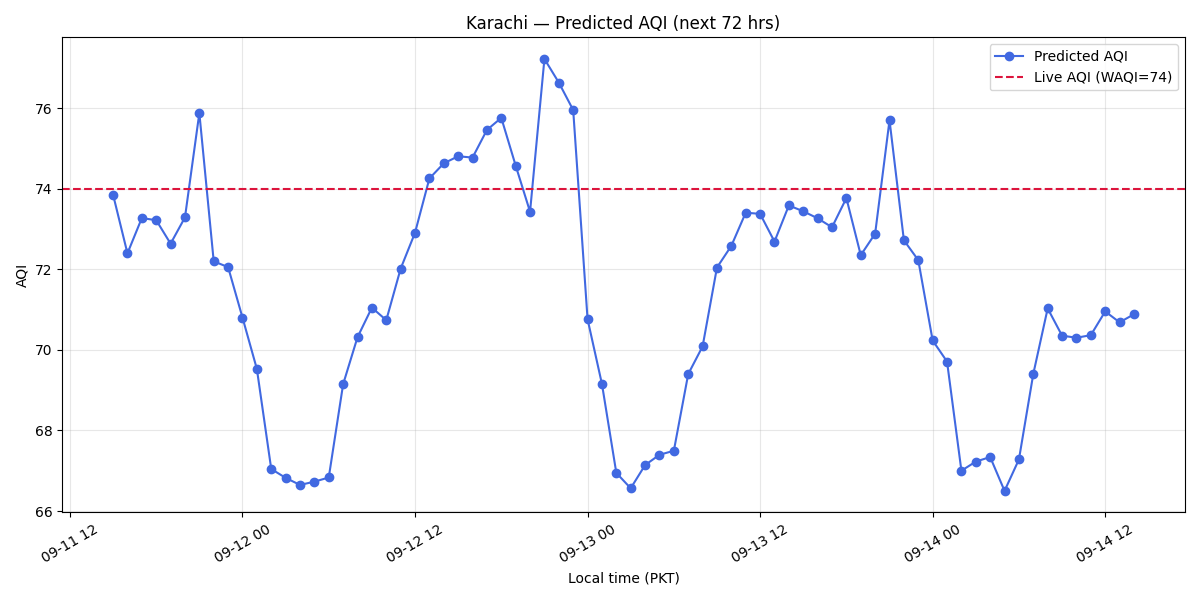 Karachi — Predicted AQI (next 72 hrs)
Predicted AQI
Live AQI (WAQI=74)
AQI
76
74
72
70
68
66
09-11 12
09-12 00
09-12 12
09-13 00
09-13 12
09-14 00
09-14 12
Local time (PKT)